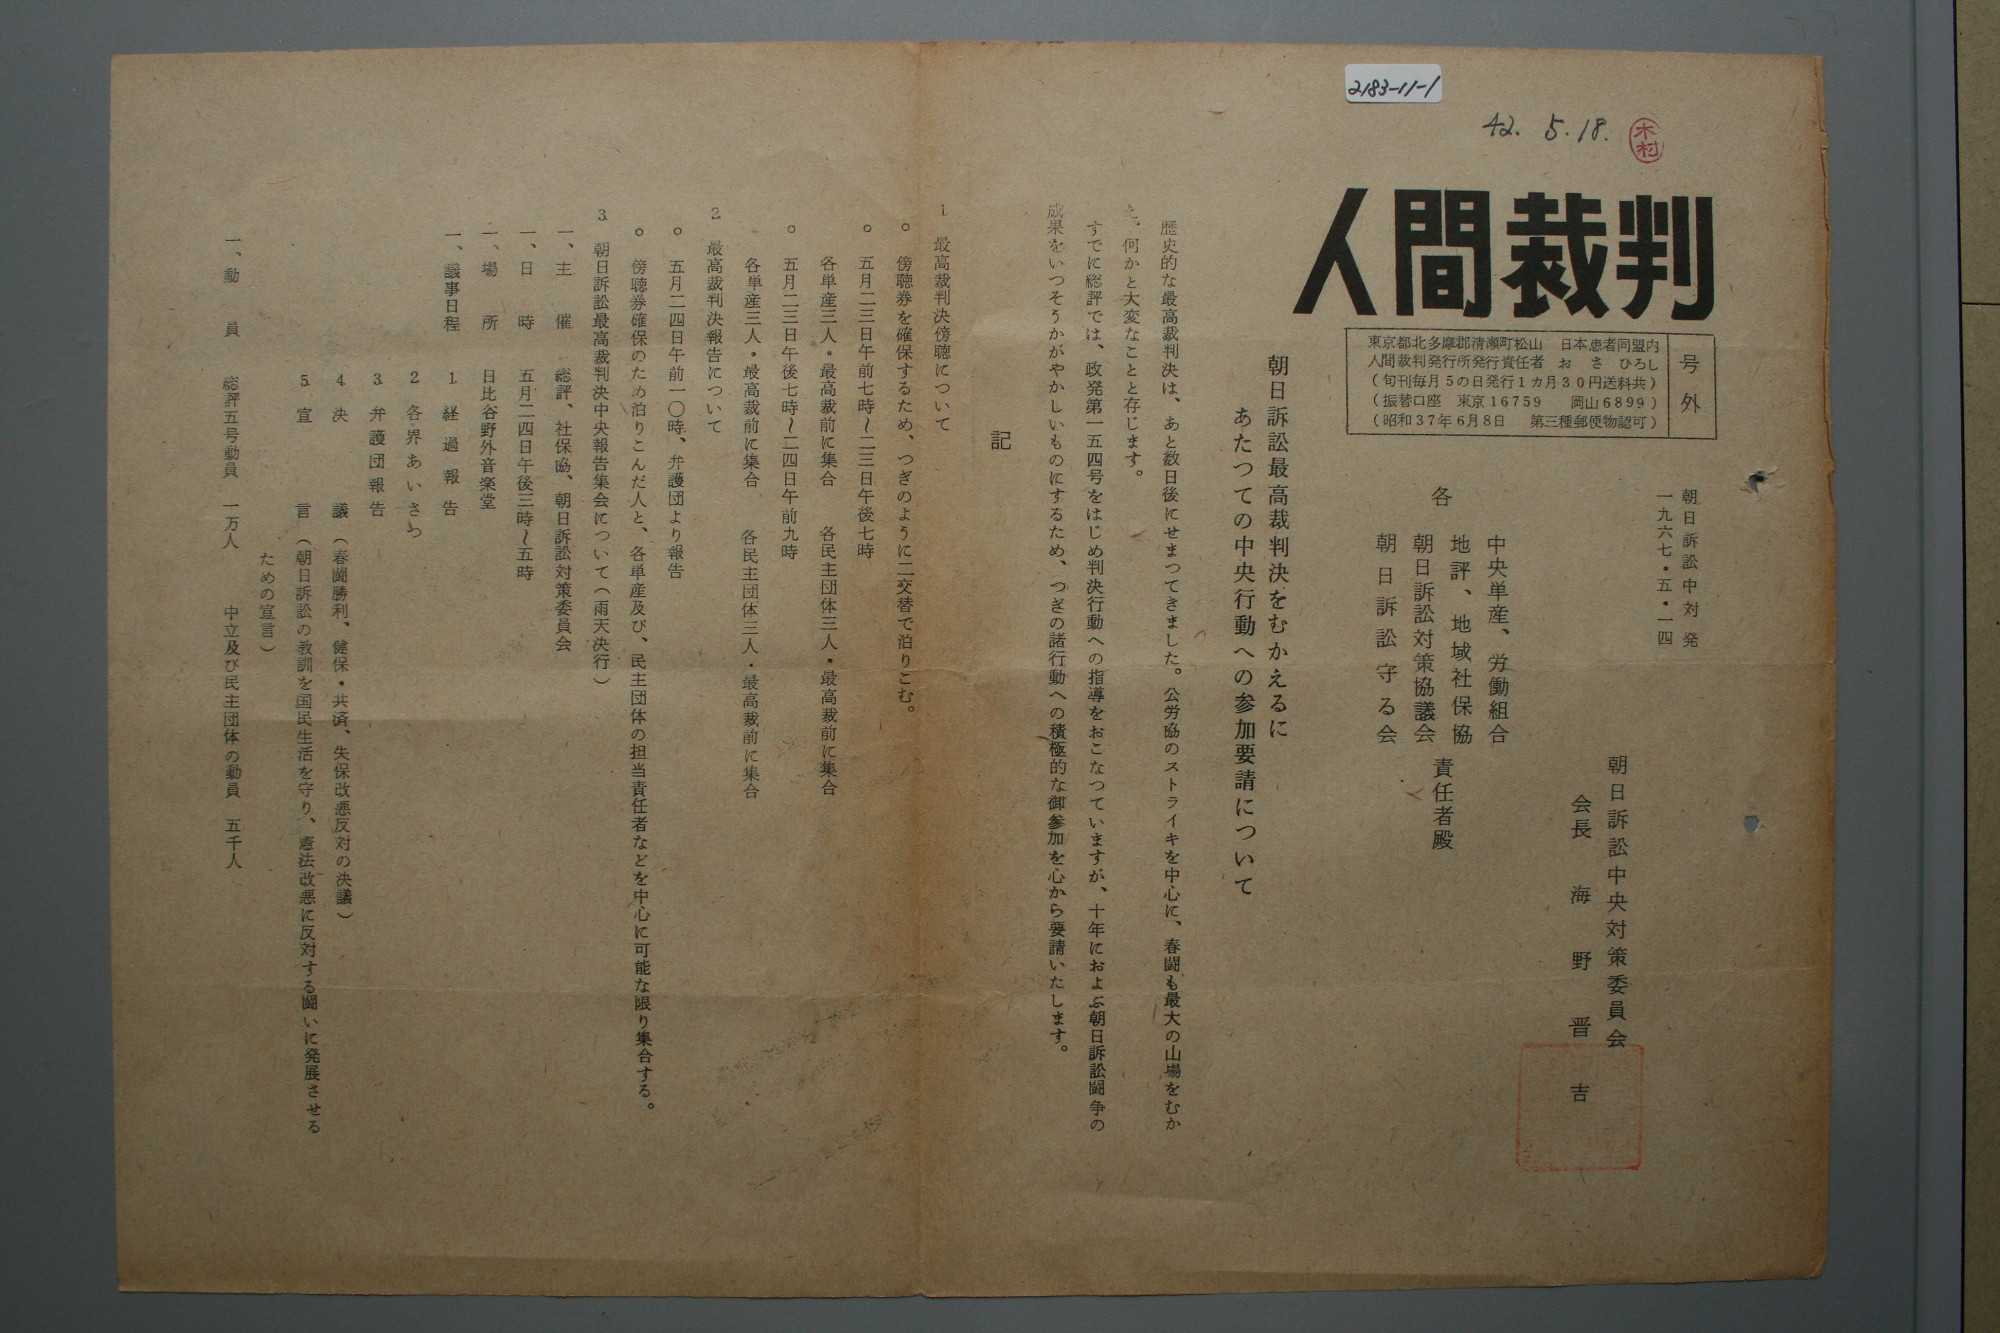 2183-11-1
42. 5.18.
木村
人間裁判
号外
東京都北多摩郡清瀬町松山 日本患者同盟内
人間裁判発行所発行責任者 おさひろし
(旬刊毎月5の日発行1カ月30円送料共)
(振替口座 東京16759 岡山6899)
(昭和37年6月8日 第三種郵便物認可)
朝日訴訟中対発
一九六七・五・一四
朝日訴訟中央対策委員会
会長 海野晋吉
各
中央単産、労働組合
地評、地域社保協
朝日訴訟対策協議会
朝日訴訟守る会
責任者殿
朝日訴訟最高裁判決をむかえるに
あたつての中央行動への参加要請について
歴史的な最高裁判決は、あと数日後にせまつてきました。公労協のストライキを中心に、春闘も最大の山場をむか
え、何かと大変なことと存じます。
すでに総評では、政発第一五四号をはじめ判決行動への指導をおこなつていますが、十年におよぶ朝日訴訟闘争の
成果をいつそうかがやかしいものにするため、つぎの諸行動への積極的な御参加を心から要請いたします。
記
1 最高裁判決傍聴について
○ 傍聴券を確保するため、つぎのように二交替で泊りこむ。
○ 五月二三日午前七時〜二三日午後七時
各単産三人・最高裁前に集合 各民主団体三人・最高裁前に集合
○ 五月二三日午後七時〜二四日午前九時
各単産三人・最高裁前に集合 各民主団体三人・最高裁前に集合
2 最高裁判決報告について
○ 五月二四日午前一〇時、弁護団より報告
○ 傍聴券確保のため泊りこんだ人と、各単産及び、民主団体の担当責任者などを中心に可能な限り集合する。
3 朝日訴訟最高裁判決中央報告集会について(雨天決行)
一、主催 総評、社保協、朝日訴訟対策委員会
一、日時 五月二四日午後三時〜五時
一、場所 日比谷野外音楽堂
一、議事日程 1 経過報告
2 各界あいさつ
3 弁護団報告
4 決議(春闘勝利、健保・共済、失保改悪反対の決議)
5 宣言(朝日訴訟の教訓を国民生活を守り、憲法改悪に反対する闘いに発展させる
ための宣言)
一、動員 総評五号動員 一万人 中立及び民主団体の動員 五千人